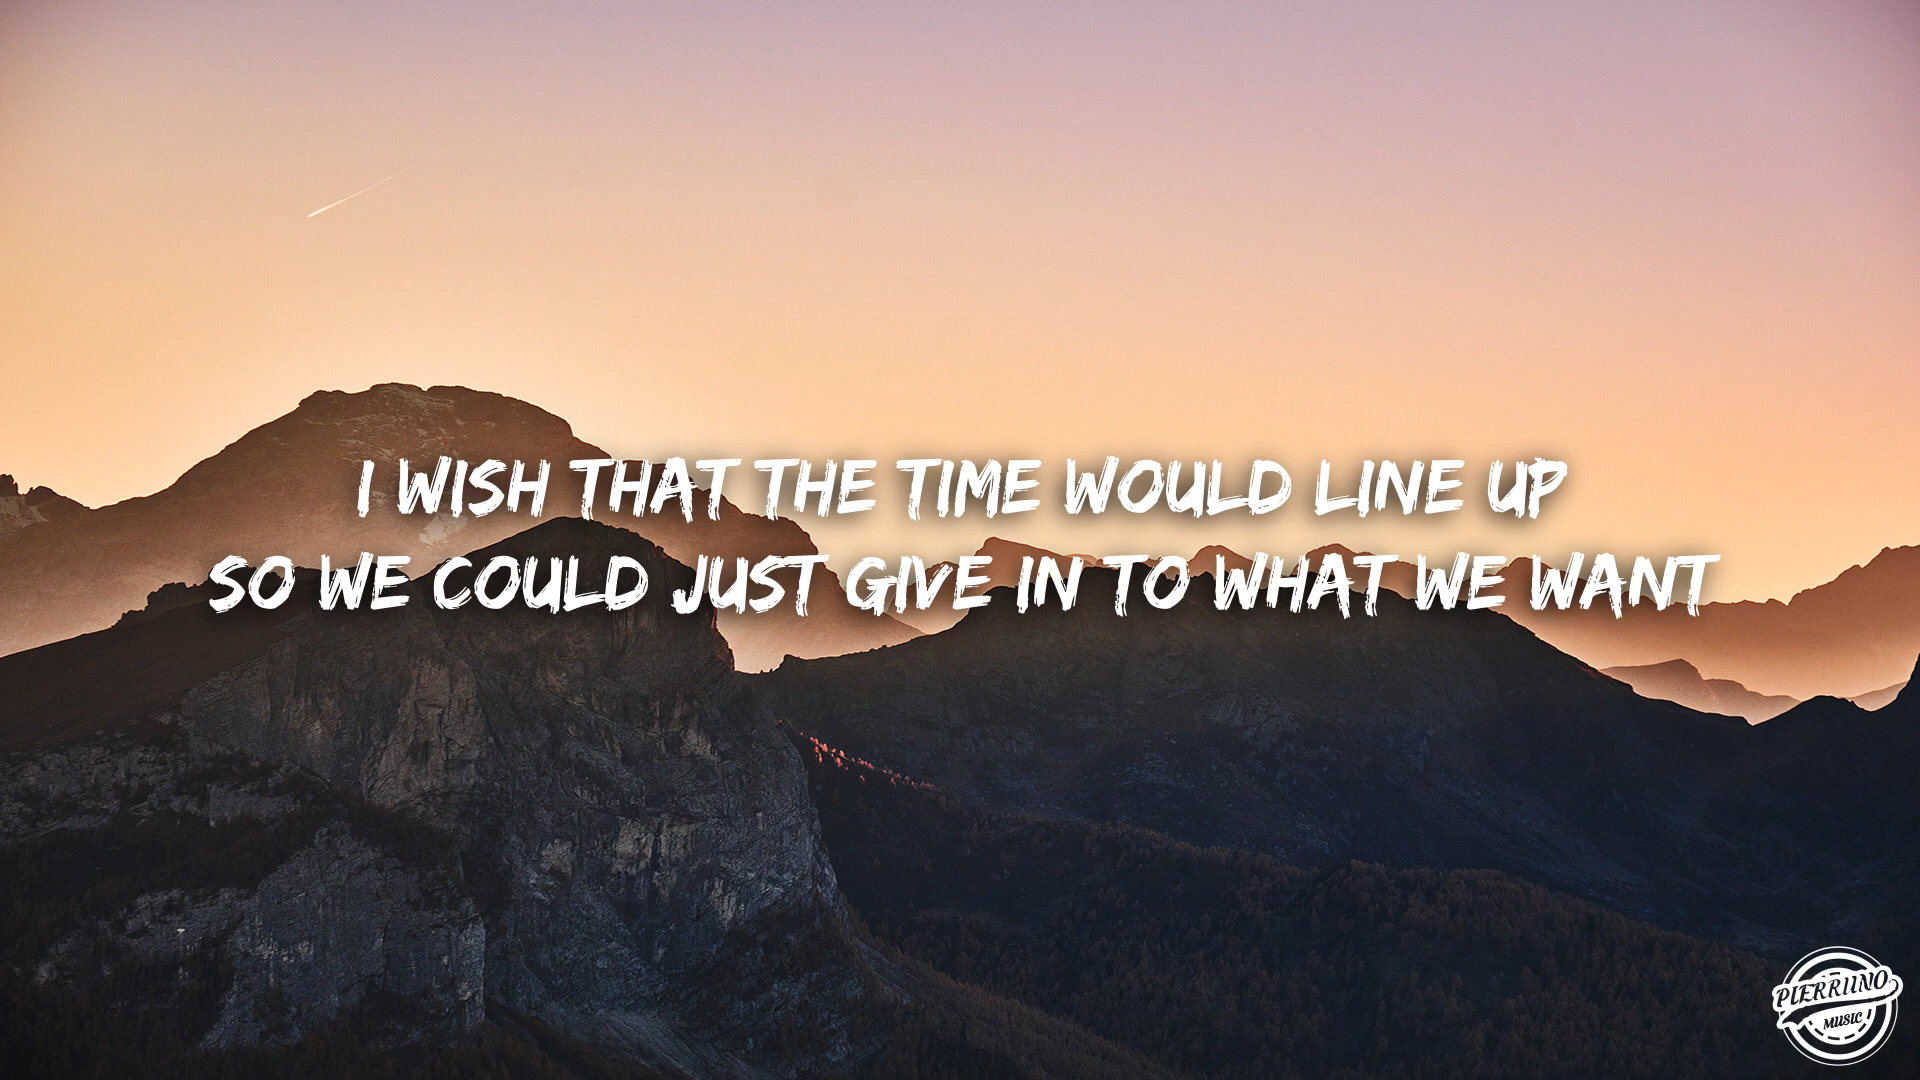 I WISH THAT THE TIME WOULD LINE UP
SO WE COULD JUST GIVE IN TO WHAT WE WANT
PIERRIINO
MUSIC